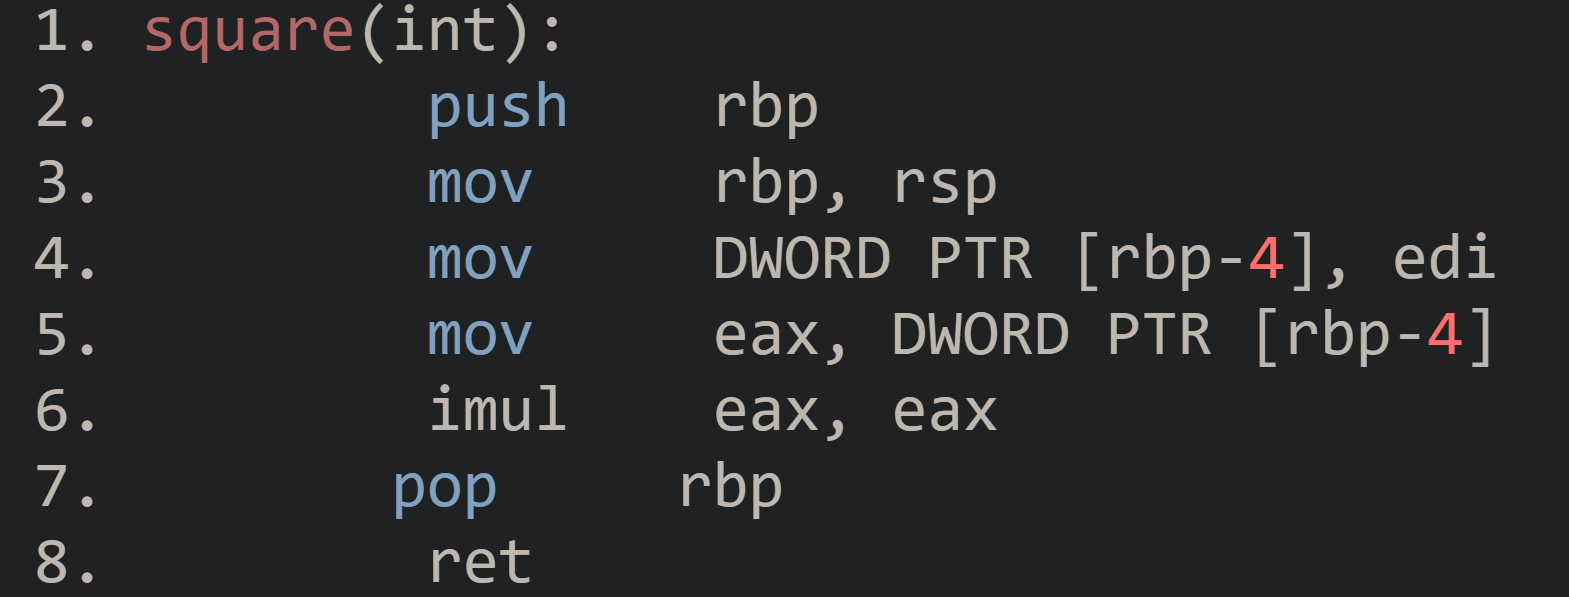 1. square(int):
2.         push    rbp
3.         mov     rbp, rsp
4.         mov     DWORD PTR [rbp-4], edi
5.         mov     eax, DWORD PTR [rbp-4]
6.         imul    eax, eax
7.        pop     rbp
8.         ret